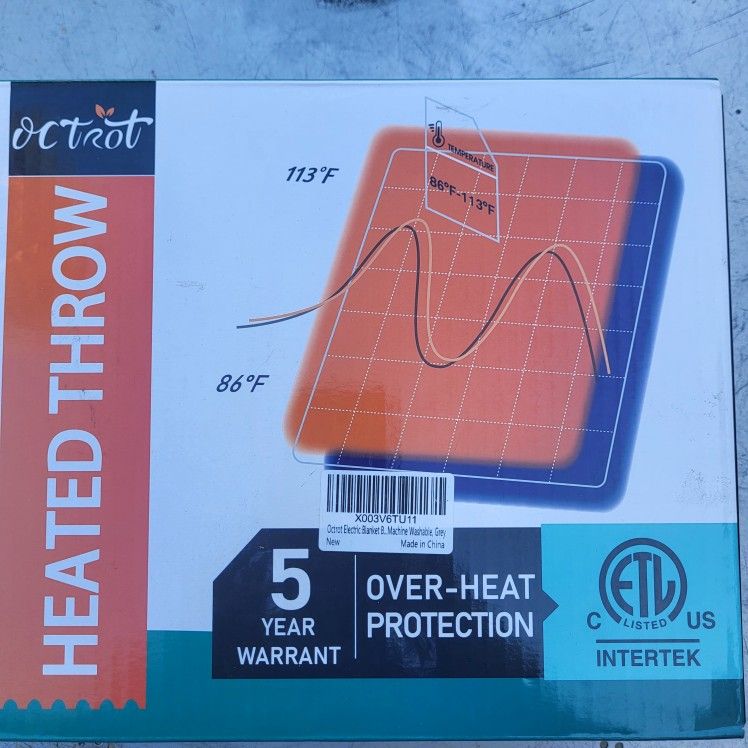 octrot
HEATED THROW
113°F
TEMPERATURE
86°F-113°F
86°F
X003V6TU11
Octrot Electric Blanket B...Machine Washable, Grey
New
Made in China
5
YEAR
WARRANT
OVER-HEAT
PROTECTION
ETL
LISTED
C US
INTERTEK